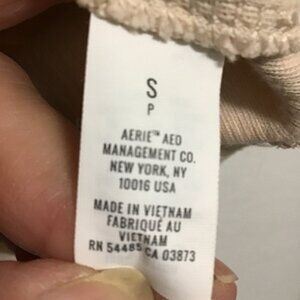 S
P
AERIE™ AEO
MANAGEMENT CO.
NEW YORK, NY
10016 USA
MADE IN VIETNAM
FABRIQUÉ AU
VIETNAM
RN 54485 CA 03873